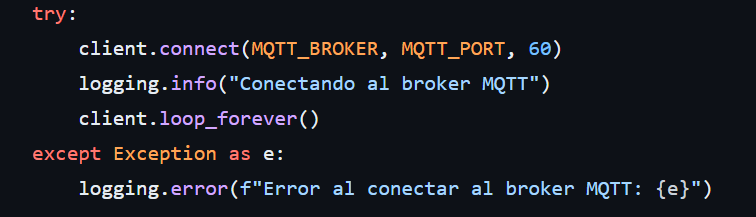 try:
    client.connect(MQTT_BROKER, MQTT_PORT, 60)
    logging.info("Conectando al broker MQTT")
    client.loop_forever()
except Exception as e:
    logging.error(f"Error al conectar al broker MQTT: {e}")